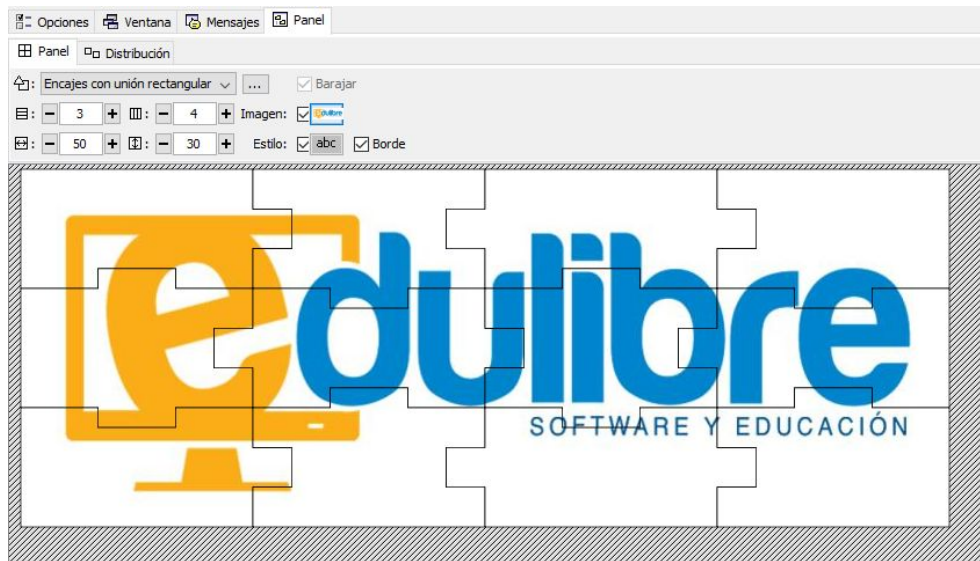 Opciones Ventana Mensajes Panel
Panel Distribución
: Encajes con unión rectangular ... Barajar
: 3 : 4 Imagen: edulibre
: 50 : 30 Estilo: abc Borde
edulibre
SOFTWARE Y EDUCACIÓN